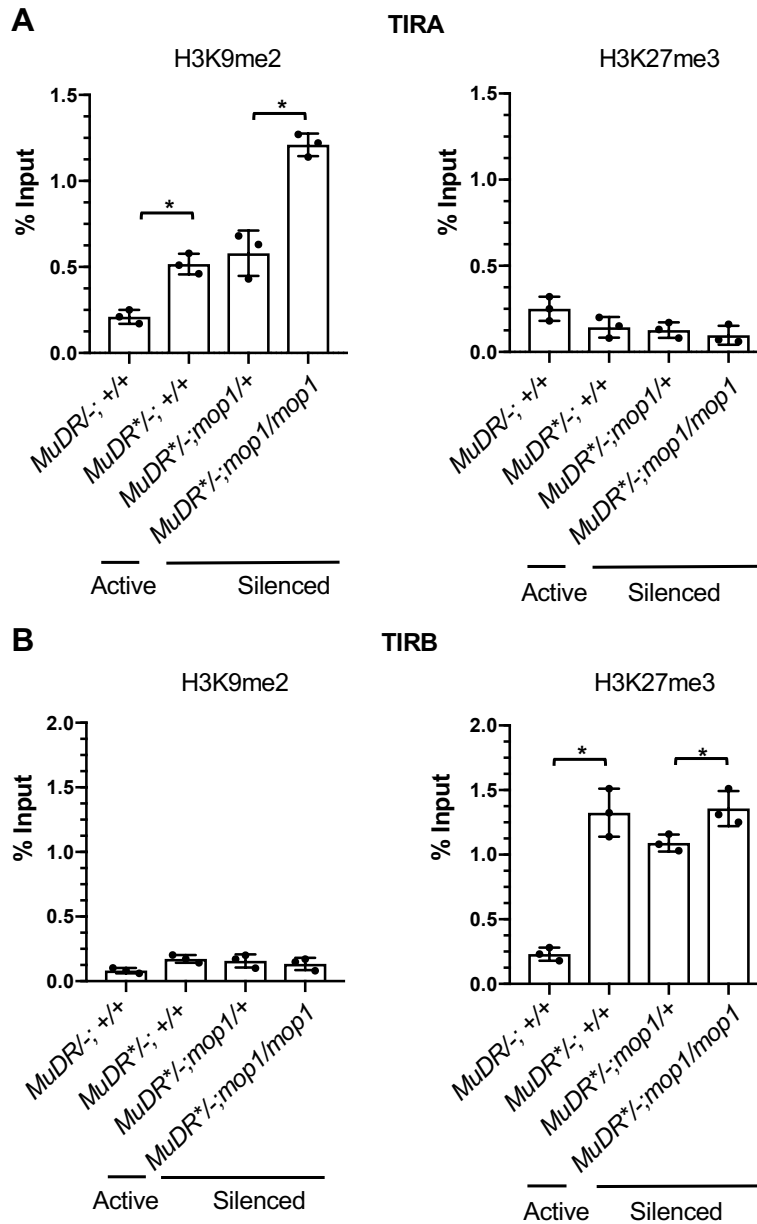 A
TIRA
H3K9me2
H3K27me3
% Input
1.5
1.0
0.5
0.0
*
*
MuDR/-; +/+
MuDR*/-; +/+
MuDR*/-;mop1/+
MuDR*/-;mop1/mop1
Active
Silenced
% Input
1.5
1.0
0.5
0.0
MuDR/-; +/+
MuDR*/-; +/+
MuDR*/-;mop1/+
MuDR*/-;mop1/mop1
Active
Silenced
B
TIRB
H3K9me2
H3K27me3
% Input
2.0
1.5
1.0
0.5
0.0
MuDR/-; +/+
MuDR*/-; +/+
MuDR*/-;mop1/+
MuDR*/-;mop1/mop1
Active
Silenced
% Input
2.0
1.5
1.0
0.5
0.0
*
*
MuDR/-; +/+
MuDR*/-; +/+
MuDR*/-;mop1/+
MuDR*/-;mop1/mop1
Active
Silenced